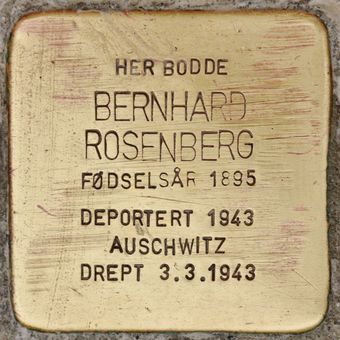 HER BODDE
BERNHARD
ROSENBERG
FØDSELSÅR 1895
DEPORTERT 1943
AUSCHWITZ
DREPT 3.3.1943